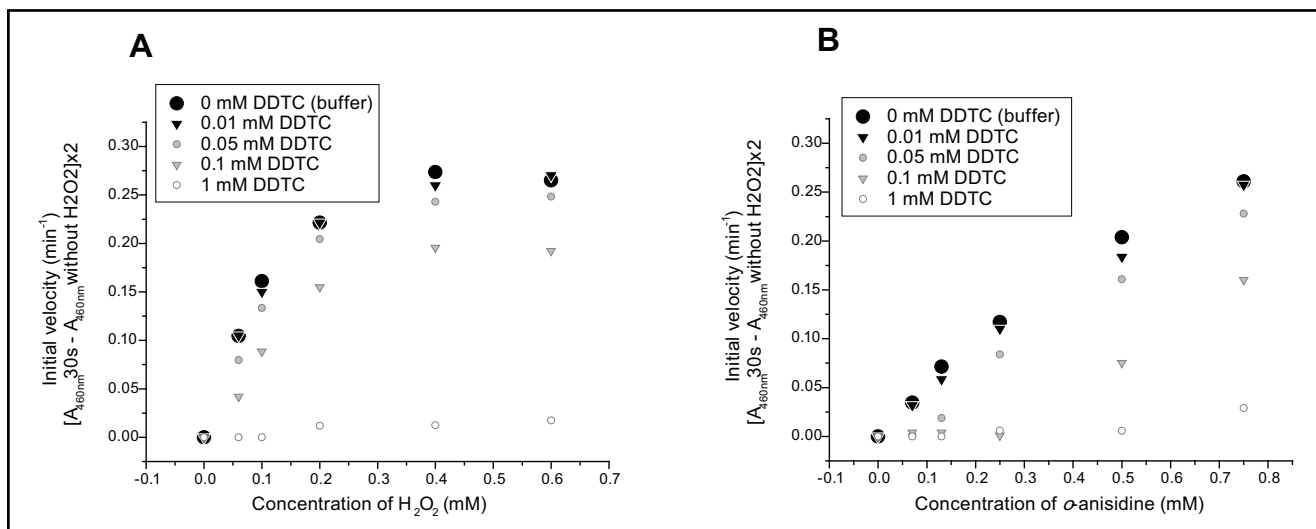 A
0 mM DDTC (buffer)
0.01 mM DDTC
0.05 mM DDTC
0.1 mM DDTC
1 mM DDTC
Initial velocity (min⁻¹)
[A₄₆₀ₙₘ30s - A₄₆₀ₙₘ without H2O2]x2
0.30
0.25
0.20
0.15
0.10
0.05
0.00
-0.1 0.0 0.1 0.2 0.3 0.4 0.5 0.6 0.7
Concentration of H₂O₂ (mM)
B
0 mM DDTC (buffer)
0.01 mM DDTC
0.05 mM DDTC
0.1 mM DDTC
1 mM DDTC
Initial velocity (min⁻¹)
[A₄₆₀ₙₘ30s - A₄₆₀ₙₘ without H2O2]x2
0.30
0.25
0.20
0.15
0.10
0.05
0.00
-0.1 0.0 0.1 0.2 0.3 0.4 0.5 0.6 0.7 0.8
Concentration of o-anisidine (mM)